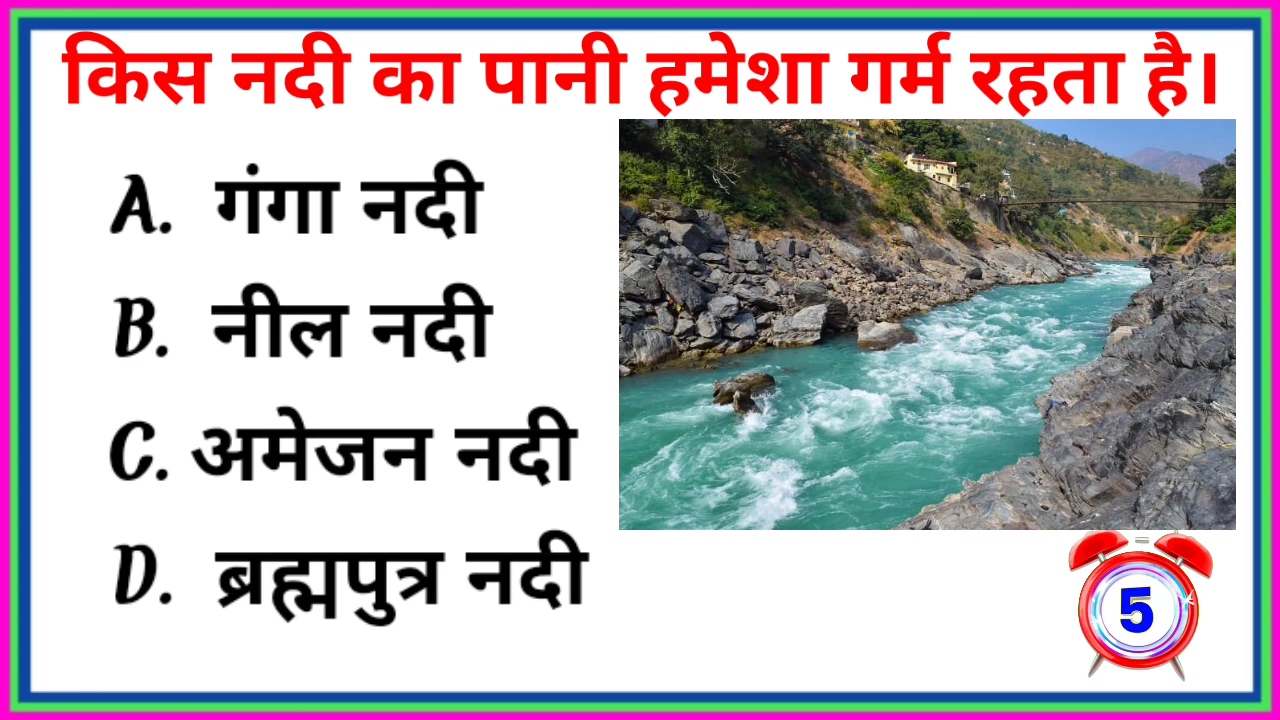 किस नदी का पानी हमेशा गर्म रहता है।
A. गंगा नदी
B. नील नदी
C. अमेजन नदी
D. ब्रह्मपुत्र नदी
5